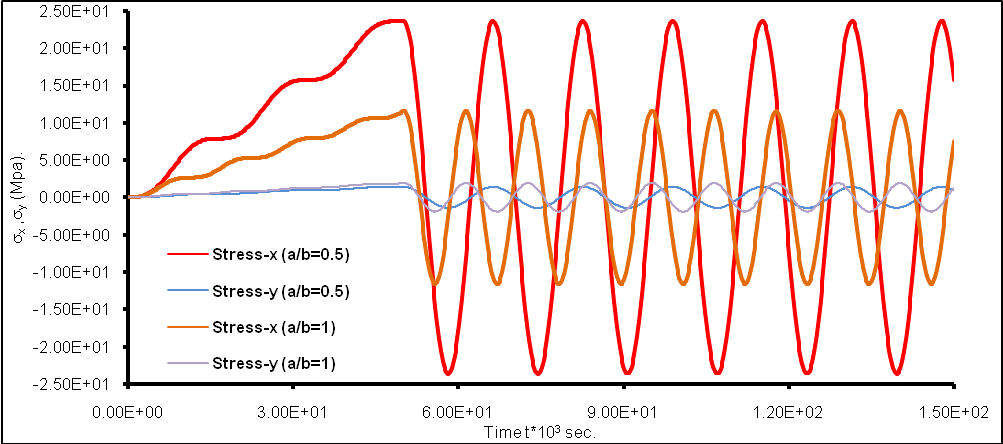 2.50E+01
2.00E+01
1.50E+01
1.00E+01
5.00E+00
0.00E+00
-5.00E+00
-1.00E+01
-1.50E+01
-2.00E+01
-2.50E+01
σx ,σy (Mpa).
Stress-x (a/b=0.5)
Stress-y (a/b=0.5)
Stress-x (a/b=1)
Stress-y (a/b=1)
0.00E+00 3.00E+01 6.00E+01 9.00E+01 1.20E+02 1.50E+02
Time t*10³ sec.